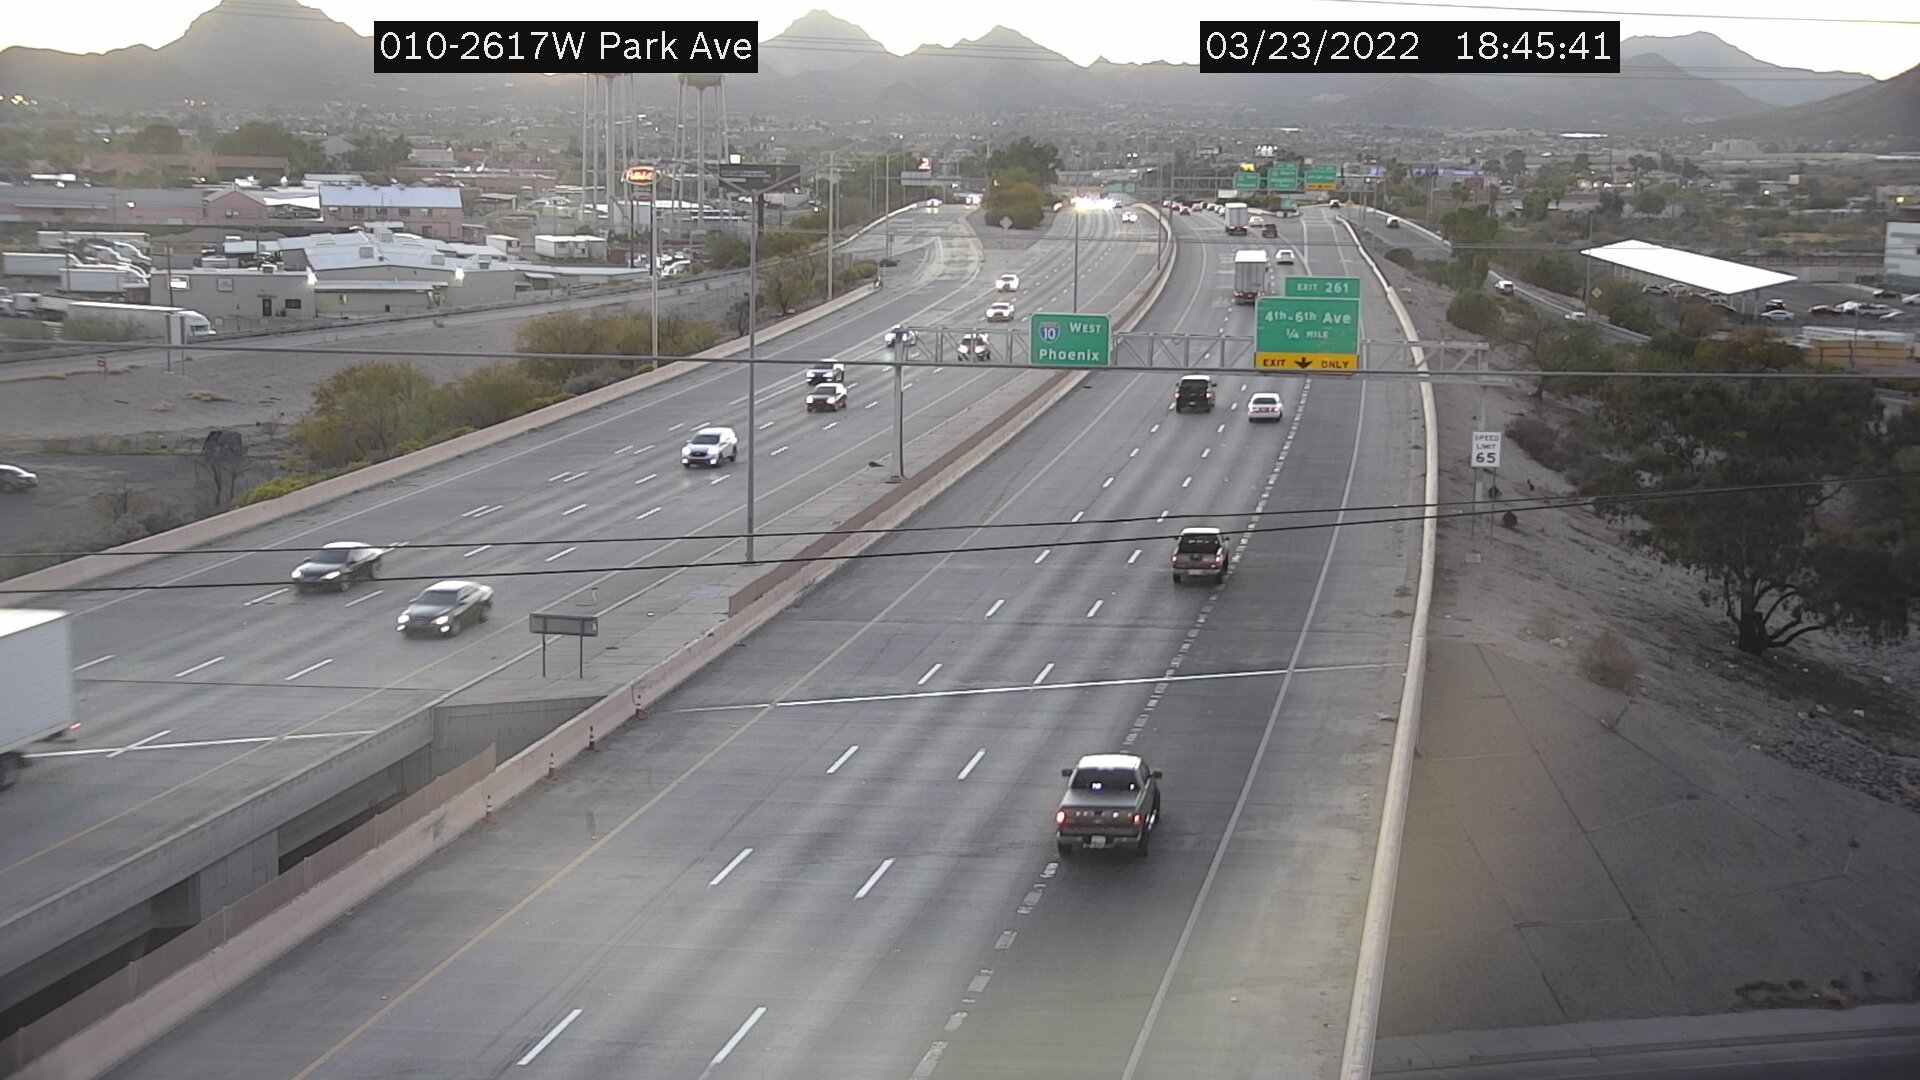 010-2617W Park Ave
03/23/2022 18:45:41
EXIT 261
4th-6th Ave
1/4 MILE
EXIT ONLY
10 WEST
Phoenix
SPEED
LIMIT
65